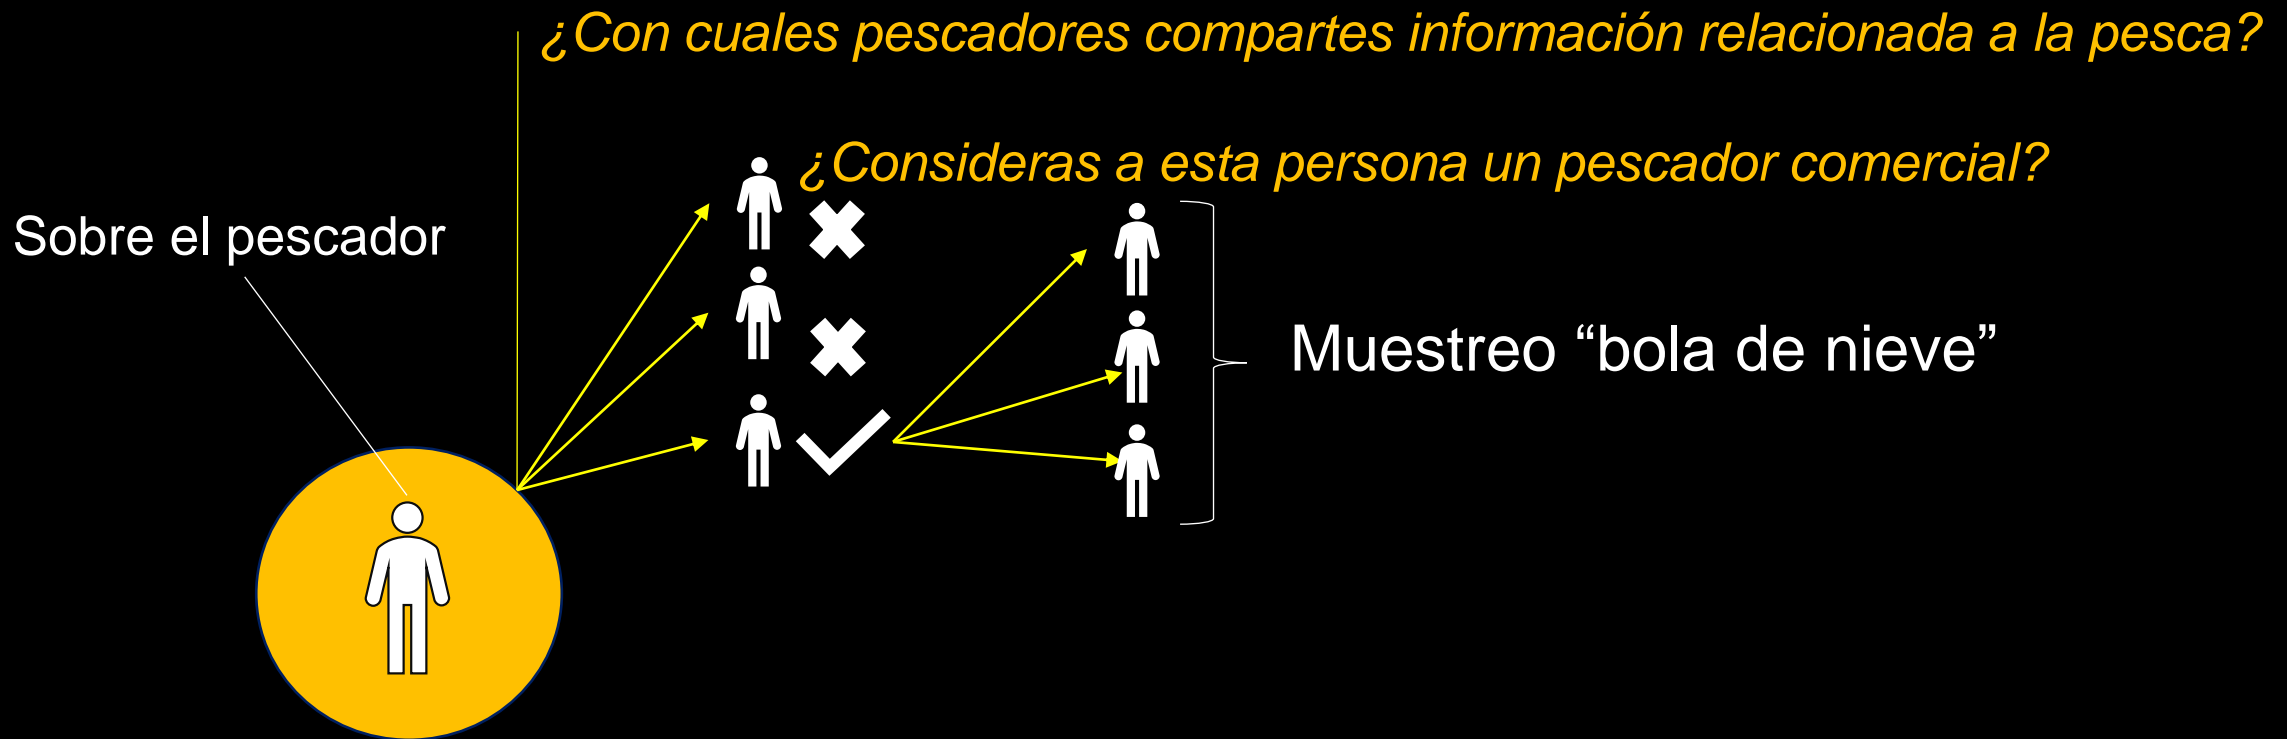 ¿Con cuales pescadores compartes información relacionada a la pesca?
¿Consideras a esta persona un pescador comercial?
Sobre el pescador
Muestreo “bola de nieve”